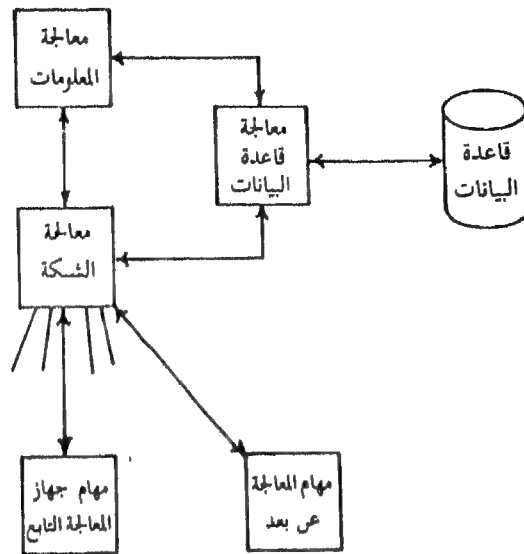 معالجة
المعلومات
معالجة
قاعدة
البيانات
قاعدة
البيانات
معالجة
الشبكة
مهام جهاز
المعالجة التابع
مهام المعالجة
عن بعد